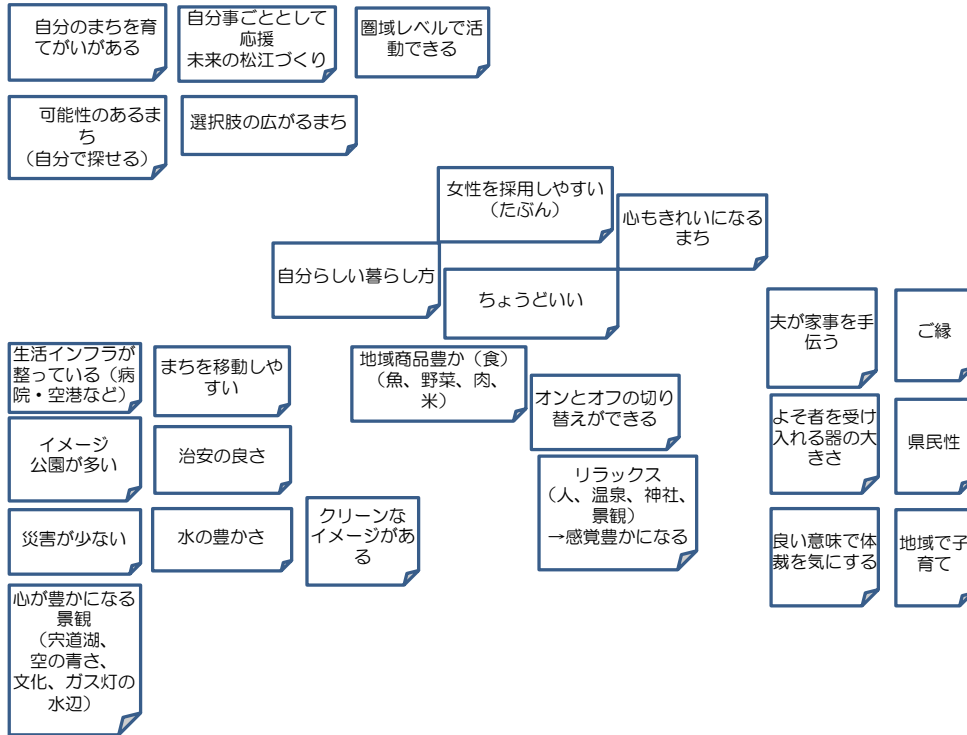 自分のまちを育
てがいがある
自分事ごととして
応援
未来の松江づくり
圏域レベルで活
動できる
可能性のあるま
ち
（自分で探せる）
選択肢の広がるまち
女性を採用しやすい
（たぶん）
心もきれいになる
まち
自分らしい暮らし方
ちょうどいい
生活インフラが
整っている（病
院・空港など）
まちを移動しや
すい
地域商品豊か（食）
（魚、野菜、肉、
米）
オンとオフの切り
替えができる
イメージ
公園が多い
治安の良さ
リラックス
（人、温泉、神社、
景観）
→感覚豊かになる
災害が少ない
水の豊かさ
クリーンな
イメージがあ
る
心が豊かになる
景観
（宍道湖、
空の青さ、
文化、ガス灯の
水辺）
夫が家事を手
伝う
ご縁
よそ者を受け
入れる器の大
きさ
県民性
良い意味で体
裁を気にする
地域で子
育て